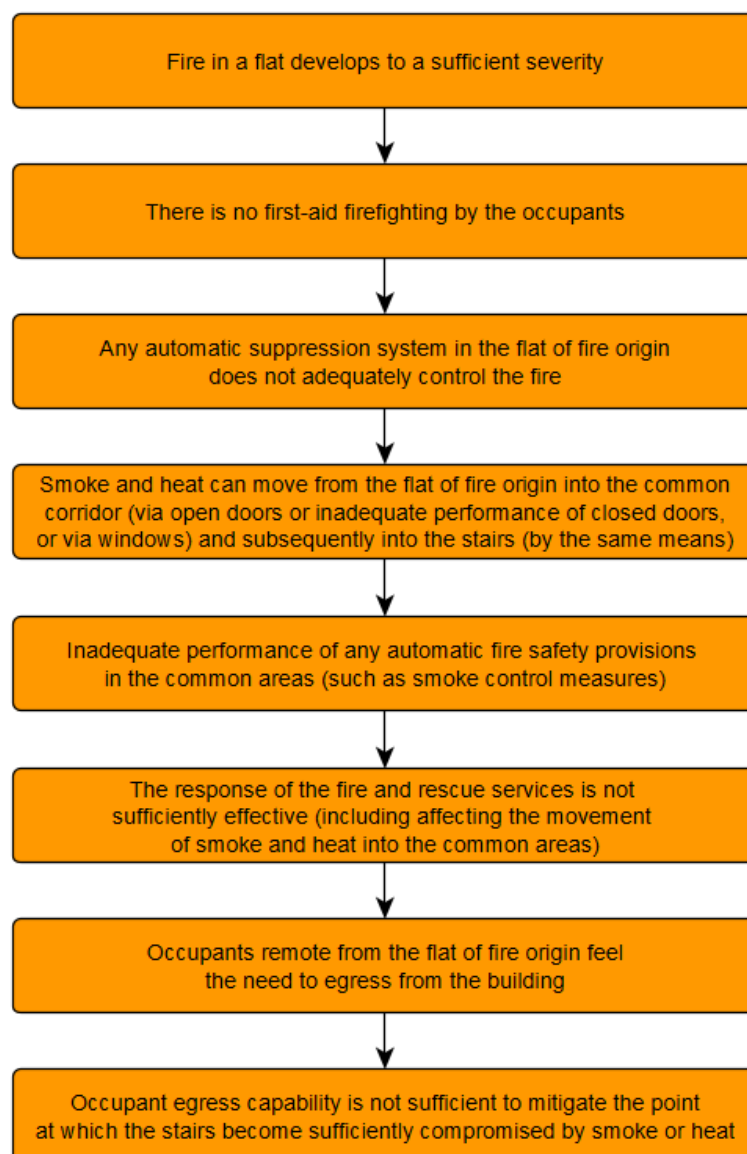 Fire in a flat develops to a sufficient severity
There is no first-aid firefighting by the occupants
Any automatic suppression system in the flat of fire origin
does not adequately control the fire
Smoke and heat can move from the flat of fire origin into the common
corridor (via open doors or inadequate performance of closed doors,
or via windows) and subsequently into the stairs (by the same means)
Inadequate performance of any automatic fire safety provisions
in the common areas (such as smoke control measures)
The response of the fire and rescue services is not
sufficiently effective (including affecting the movement
of smoke and heat into the common areas)
Occupants remote from the flat of fire origin feel
the need to egress from the building
Occupant egress capability is not sufficient to mitigate the point
at which the stairs become sufficiently compromised by smoke or heat